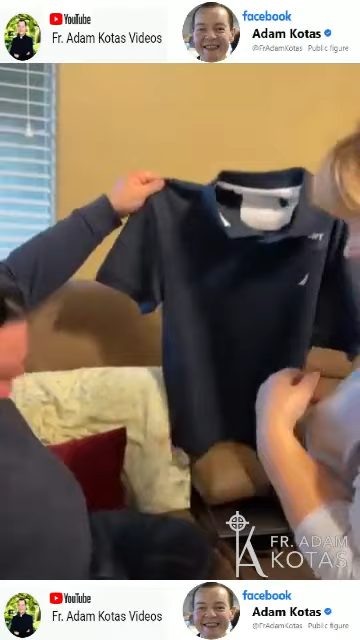 YouTube
Fr. Adam Kotas Videos
facebook
Adam Kotas
@FrAdamKotas · Public figure
FR. ADAM
KOTAS
YouTube
Fr. Adam Kotas Videos
facebook
Adam Kotas
@FrAdamKotas · Public figure